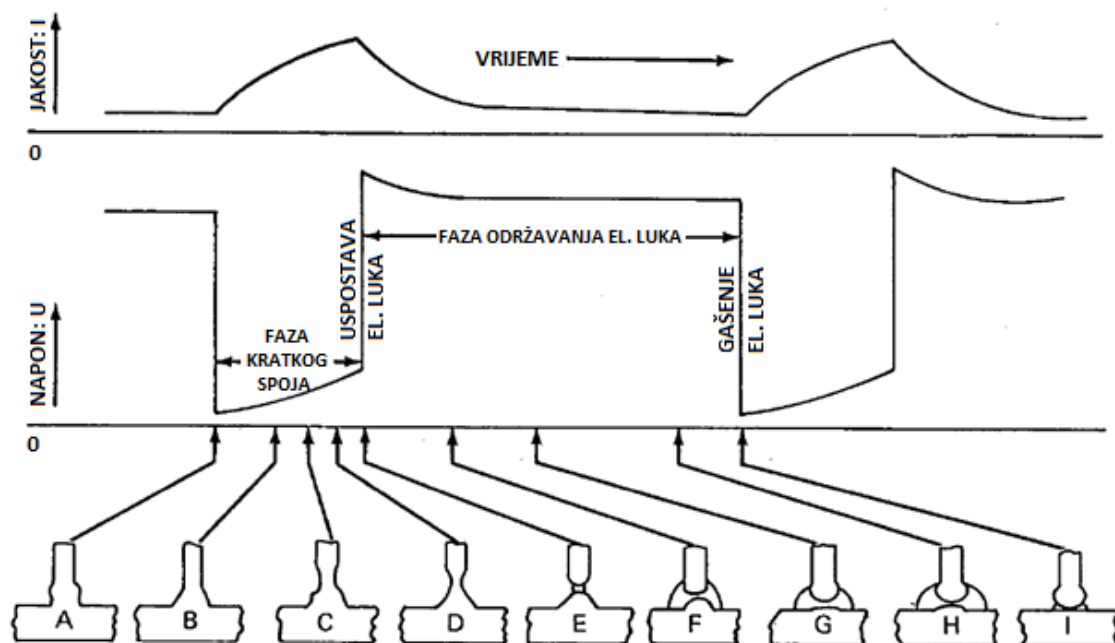 JAKOST: I
VRIJEME
0
NAPON: U
FAZA
KRATKOG
SPOJA
USPOSTAVA
EL. LUKA
FAZA ODRŽAVANJA EL. LUKA
GAŠENJE
EL. LUKA
0
A B C D E F G H I